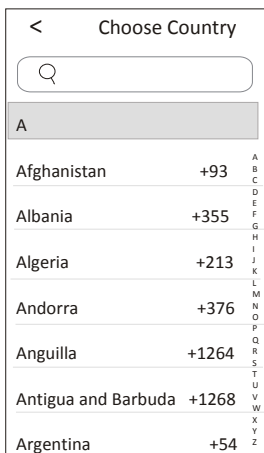 < Choose Country
A
Afghanistan +93
Albania +355
Algeria +213
Andorra +376
Anguilla +1264
Antigua and Barbuda +1268
Argentina +54
A
B
C
D
E
F
G
H
I
J
K
L
M
N
O
P
Q
R
S
T
U
V
W
X
Y
Z